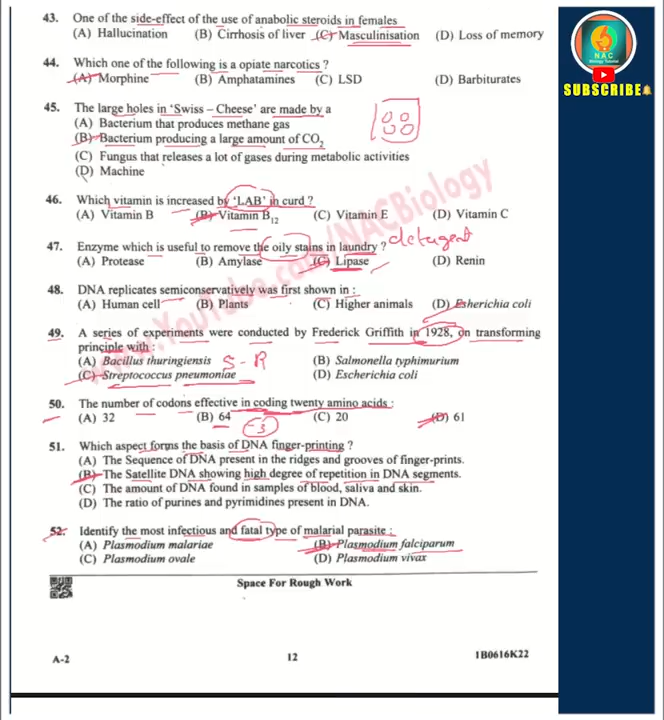 43. One of the side-effect of the use of anabolic steroids in females
(A) Hallucination (B) Cirrhosis of liver (C) Masculinisation (D) Loss of memory
44. Which one of the following is a opiate narcotics ?
(A) Morphine (B) Amphatamines (C) LSD (D) Barbiturates
45. The large holes in 'Swiss – Cheese' are made by a
(A) Bacterium that produces methane gas
(B) Bacterium producing a large amount of CO₂
(C) Fungus that releases a lot of gases during metabolic activities
(D) Machine
46. Which vitamin is increased by 'LAB' in curd ?
(A) Vitamin B (B) Vitamin B₁₂ (C) Vitamin E (D) Vitamin C
47. Enzyme which is useful to remove the oily stains in laundry ? detergent
(A) Protease (B) Amylase (C) Lipase (D) Renin
48. DNA replicates semiconservatively was first shown in :
(A) Human cell (B) Plants (C) Higher animals (D) Escherichia coli
49. A series of experiments were conducted by Frederick Griffith in 1928, on transforming
principle with :
(A) Bacillus thuringiensis S - R (B) Salmonella typhimurium
(C) Streptococcus pneumoniae (D) Escherichia coli
50. The number of codons effective in coding twenty amino acids :
(A) 32 (B) 64 (C) 20 (D) 61
-3
51. Which aspect forms the basis of DNA finger-printing ?
(A) The Sequence of DNA present in the ridges and grooves of finger-prints.
(B) The Satellite DNA showing high degree of repetition in DNA segments.
(C) The amount of DNA found in samples of blood, saliva and skin.
(D) The ratio of purines and pyrimidines present in DNA.
52. Identify the most infectious and fatal type of malarial parasite :
(A) Plasmodium malariae (B) Plasmodium falciparum
(C) Plasmodium ovale (D) Plasmodium vivax
Space For Rough Work
A-2 12 1B0616K22
www.YouTube.com/NACBiology
NAC
Biology Tutorial
SUBSCRIBE